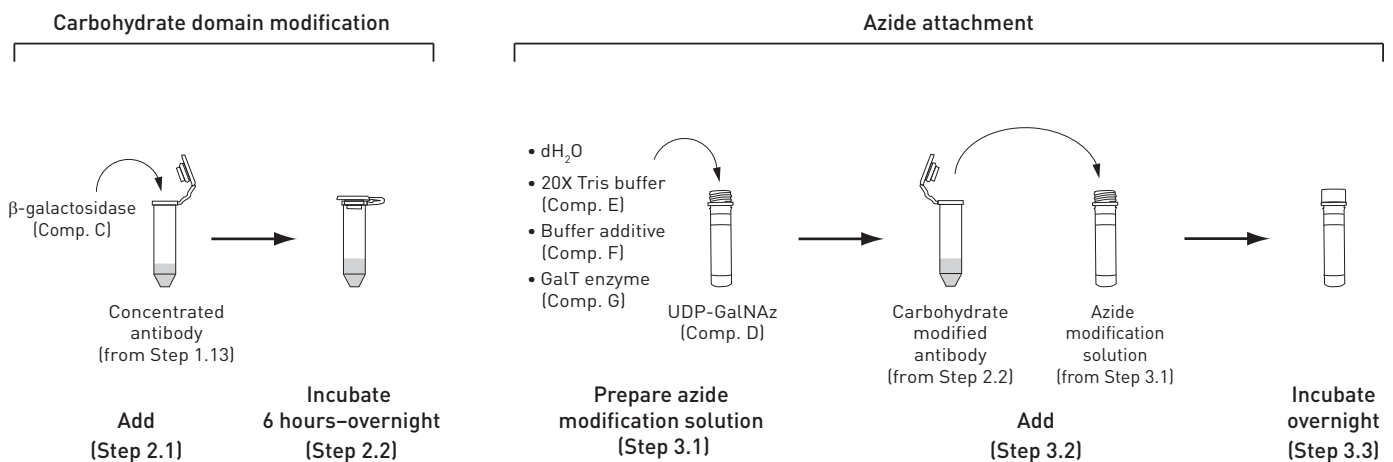 Carbohydrate domain modification
Azide attachment
β-galactosidase
(Comp. C)
Concentrated
antibody
(from Step 1.13)
Add
(Step 2.1)
Incubate
6 hours–overnight
(Step 2.2)
• dH₂O
• 20X Tris buffer
(Comp. E)
• Buffer additive
(Comp. F)
• GalT enzyme
(Comp. G)
UDP-GalNAz
(Comp. D)
Prepare azide
modification solution
(Step 3.1)
Carbohydrate
modified
antibody
(from Step 2.2)
Azide
modification
solution
(from Step 3.1)
Add
(Step 3.2)
Incubate
overnight
(Step 3.3)